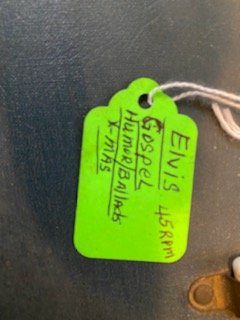 Elvis 45RPM
Gospel
Humor/Ballads
X-MAS